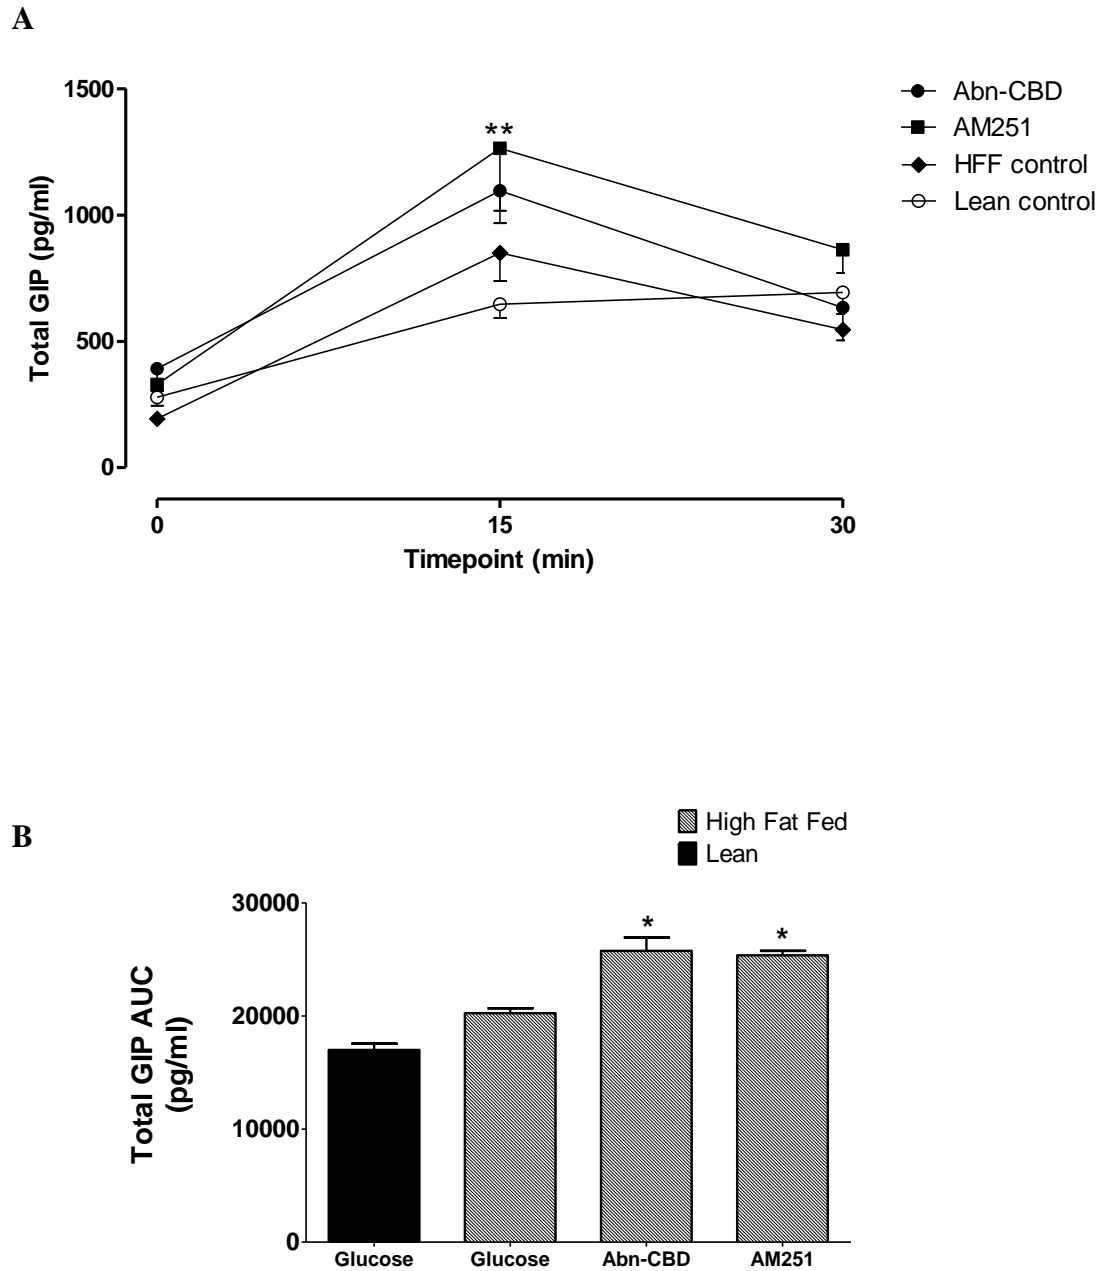 A
1500
1000
500
0
Total GIP (pg/ml)
**
0
15
30
Timepoint (min)
Abn-CBD
AM251
HFF control
Lean control
B
High Fat Fed
Lean
30000
20000
10000
0
Total GIP AUC
(pg/ml)
*
*
Glucose
Glucose
Abn-CBD
AM251